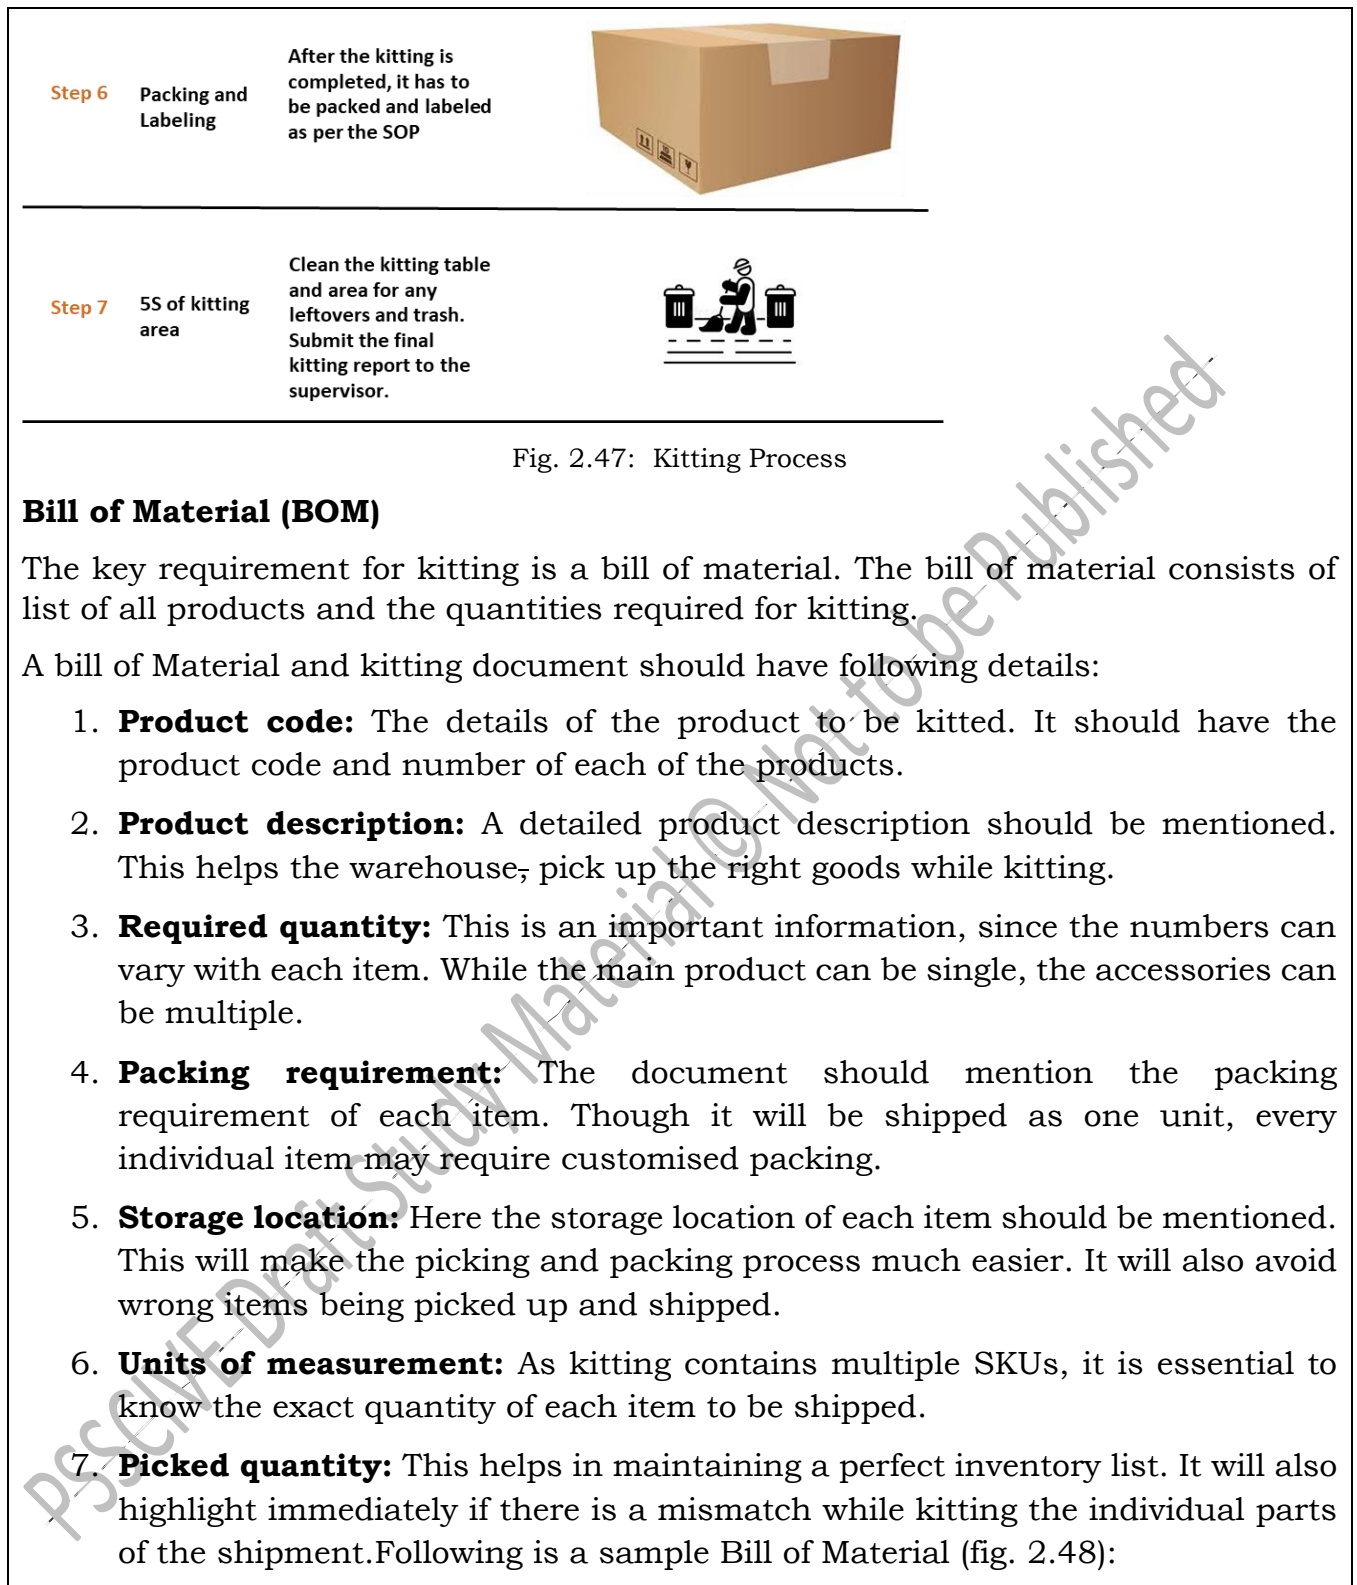 Step 6
Packing and
Labeling
After the kitting is
completed, it has to
be packed and labeled
as per the SOP
Step 7
5S of kitting
area
Clean the kitting table
and area for any
leftovers and trash.
Submit the final
kitting report to the
supervisor.
Fig. 2.47: Kitting Process
Bill of Material (BOM)
The key requirement for kitting is a bill of material. The bill of material consists of
list of all products and the quantities required for kitting.
A bill of Material and kitting document should have following details:
1. Product code: The details of the product to be kitted. It should have the
product code and number of each of the products.
2. Product description: A detailed product description should be mentioned.
This helps the warehouse, pick up the right goods while kitting.
3. Required quantity: This is an important information, since the numbers can
vary with each item. While the main product can be single, the accessories can
be multiple.
4. Packing requirement: The document should mention the packing
requirement of each item. Though it will be shipped as one unit, every
individual item may require customised packing.
5. Storage location: Here the storage location of each item should be mentioned.
This will make the picking and packing process much easier. It will also avoid
wrong items being picked up and shipped.
6. Units of measurement: As kitting contains multiple SKUs, it is essential to
know the exact quantity of each item to be shipped.
7. Picked quantity: This helps in maintaining a perfect inventory list. It will also
highlight immediately if there is a mismatch while kitting the individual parts
of the shipment.Following is a sample Bill of Material (fig. 2.48):
PSSCIVE Draft Study Material © Not to be Published